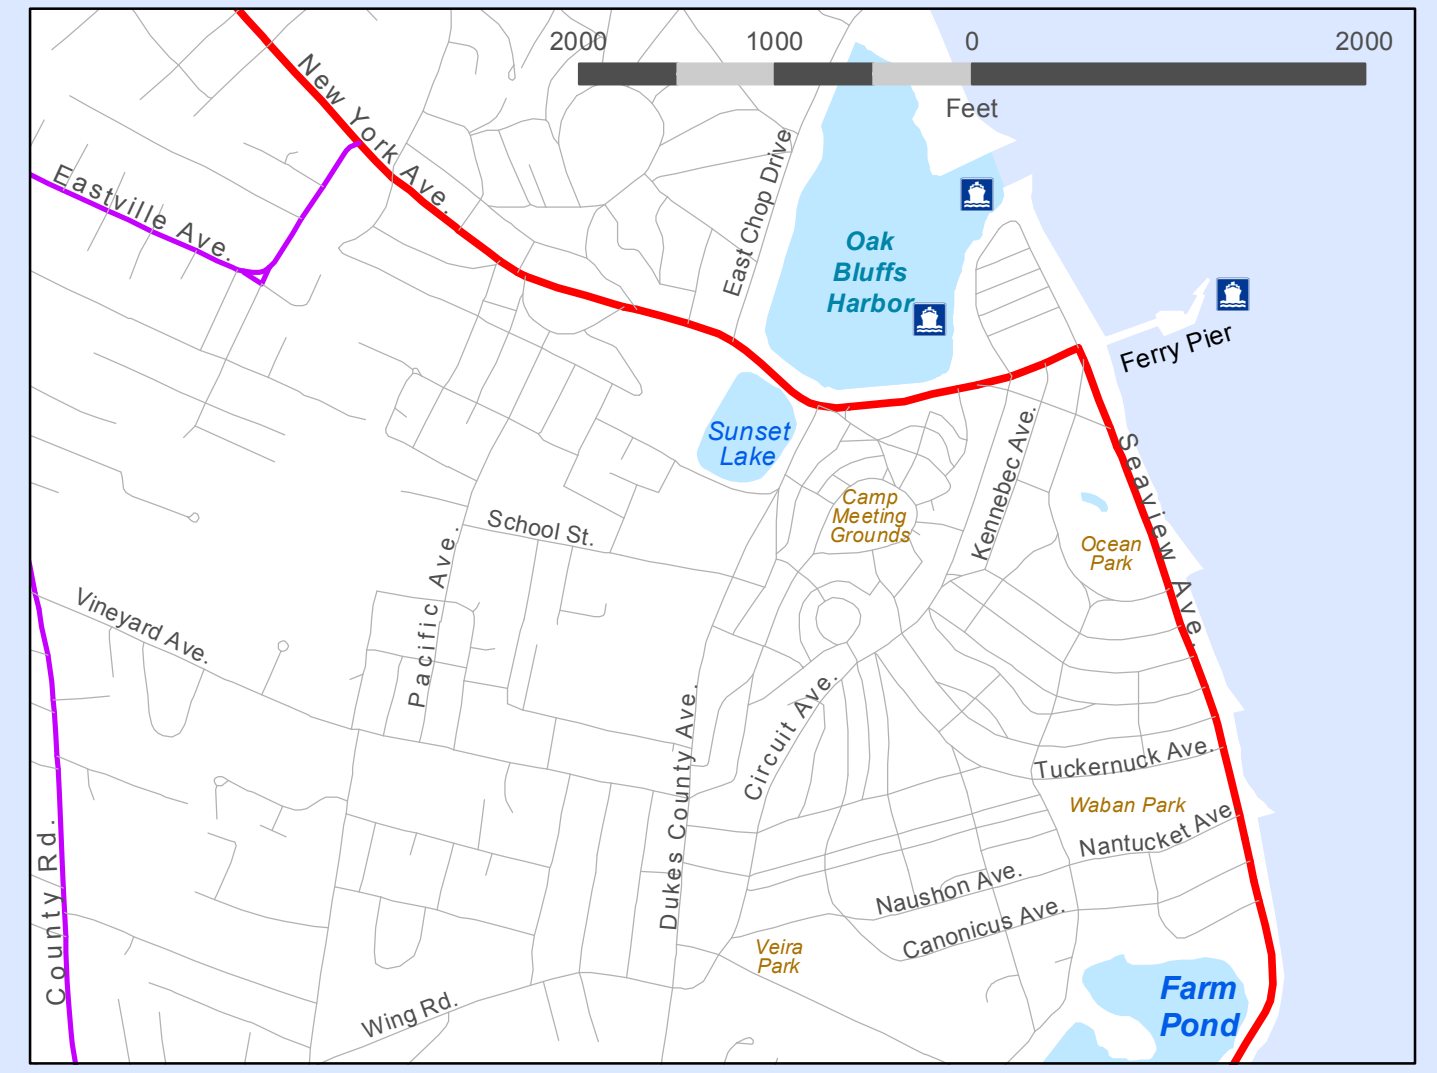 2000 1000 0 2000
Feet
New York Ave.
Eastville Ave.
East Chop Drive
Oak
Bluffs
Harbor
Ferry Pier
Sunset
Lake
Seaview Ave.
Kennebec Ave.
Camp
Meeting
Grounds
Ocean
Park
School St.
Pacific Ave.
Vineyard Ave.
Dukes County Ave.
Circuit Ave.
Tuckernuck Ave.
Waban Park
Nantucket Ave.
County Rd.
Naushon Ave.
Canonicus Ave.
Veira
Park
Wing Rd.
Farm
Pond